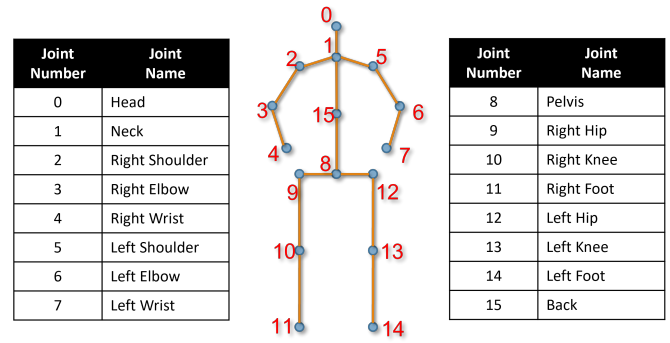 Joint Number Joint Name
0 Head
1 Neck
2 Right Shoulder
3 Right Elbow
4 Right Wrist
5 Left Shoulder
6 Left Elbow
7 Left Wrist
0
1
2 5
3 15 6
4 7
8
9 12
10 13
11 14
Joint Number Joint Name
8 Pelvis
9 Right Hip
10 Right Knee
11 Right Foot
12 Left Hip
13 Left Knee
14 Left Foot
15 Back